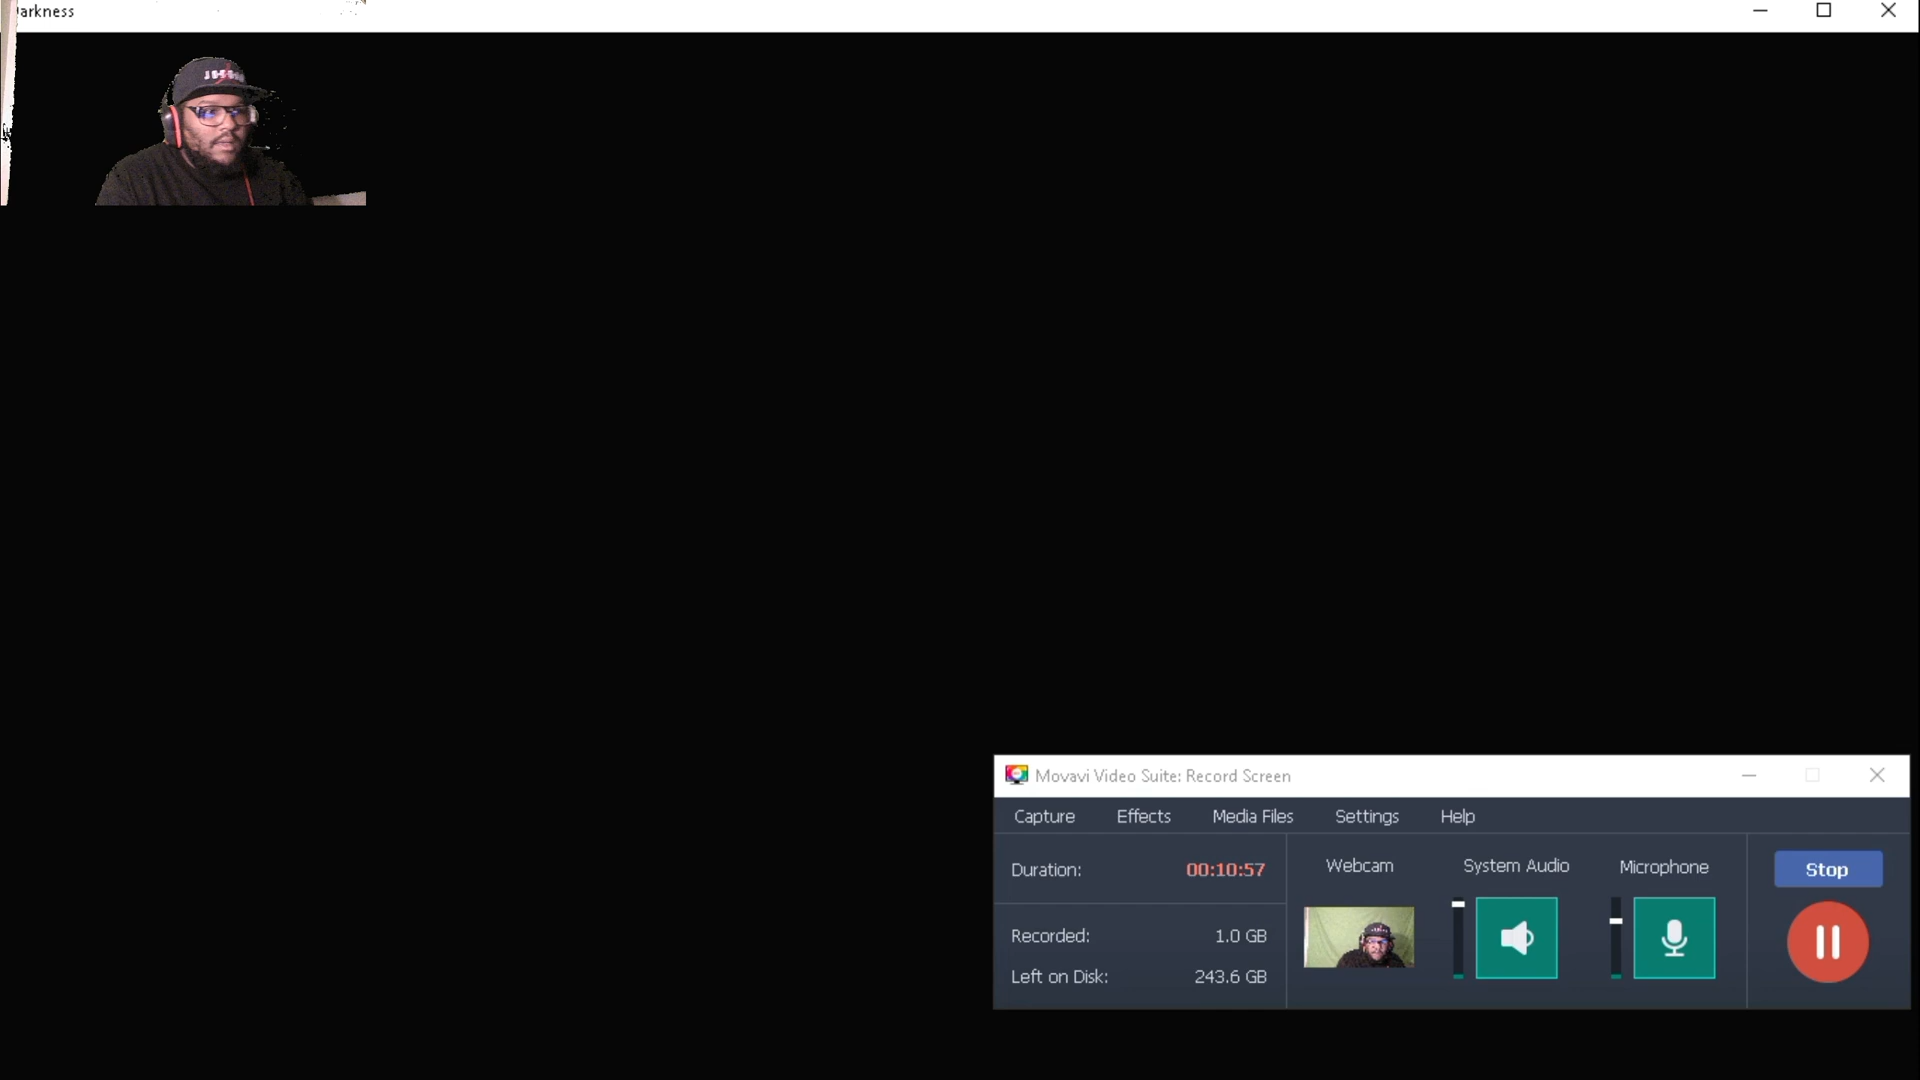 arkness
Movavi Video Suite: Record Screen
Capture Effects Media Files Settings Help
Duration: 00:10:57
Recorded: 1.0 GB
Left on Disk: 243.6 GB
Webcam System Audio Microphone
Stop